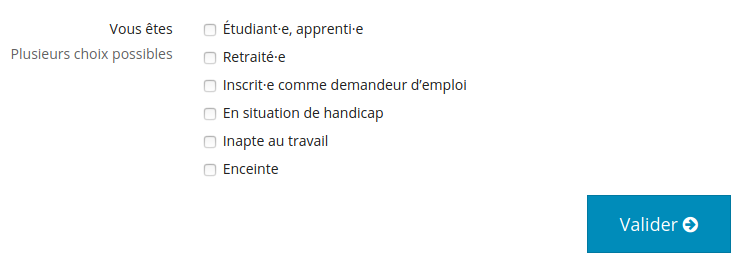 Vous êtes
Plusieurs choix possibles
Étudiant·e, apprenti·e
Retraité·e
Inscrit·e comme demandeur d’emploi
En situation de handicap
Inapte au travail
Enceinte
Valider